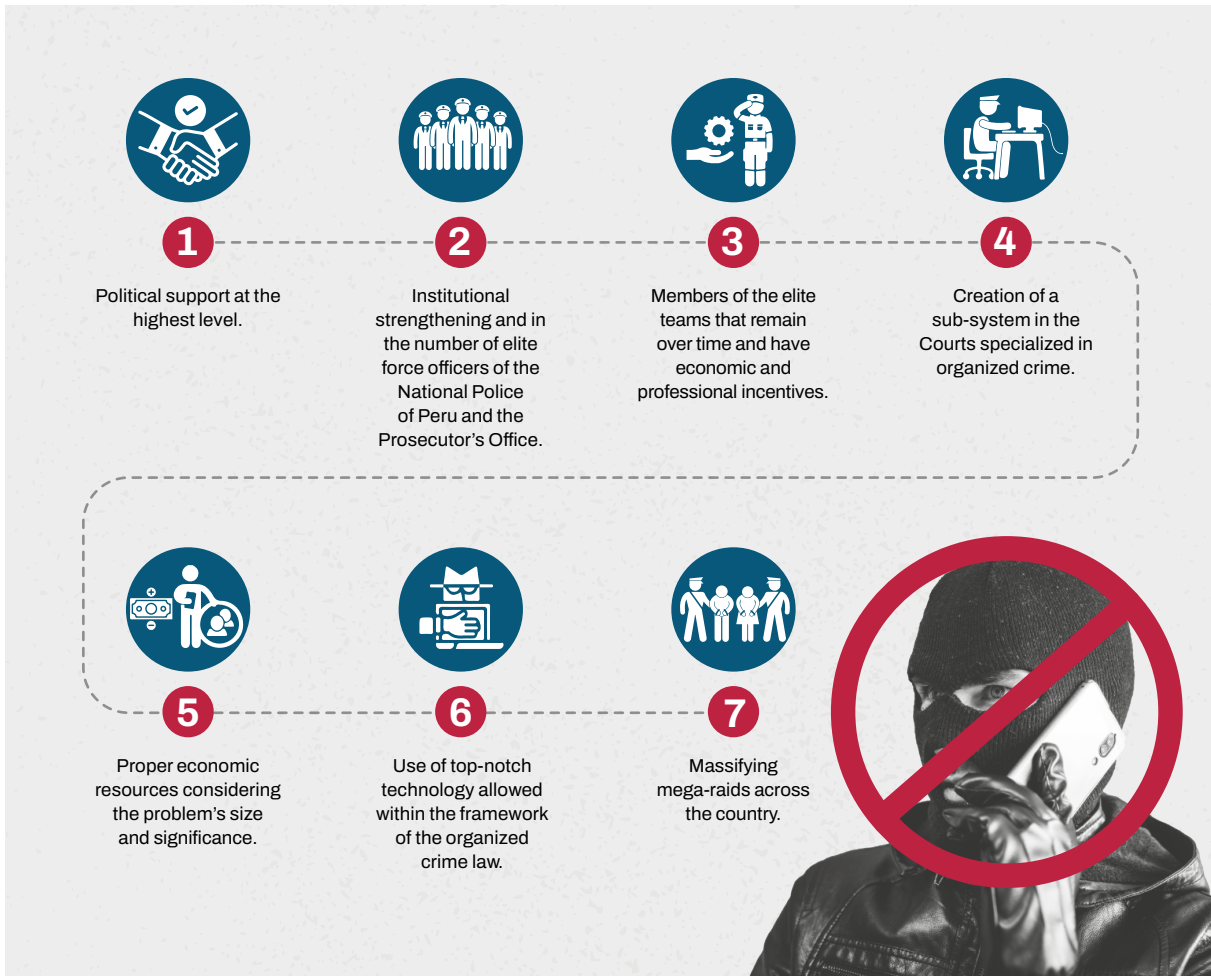 1
Political support at the
highest level.
2
Institutional
strengthening and in
the number of elite
force officers of the
National Police
of Peru and the
Prosecutor’s Office.
3
Members of the elite
teams that remain
over time and have
economic and
professional incentives.
4
Creation of a
sub-system in the
Courts specialized in
organized crime.
5
Proper economic
resources considering
the problem’s size
and significance.
6
Use of top-notch
technology allowed
within the framework
of the organized
crime law.
7
Massifying
mega-raids across
the country.